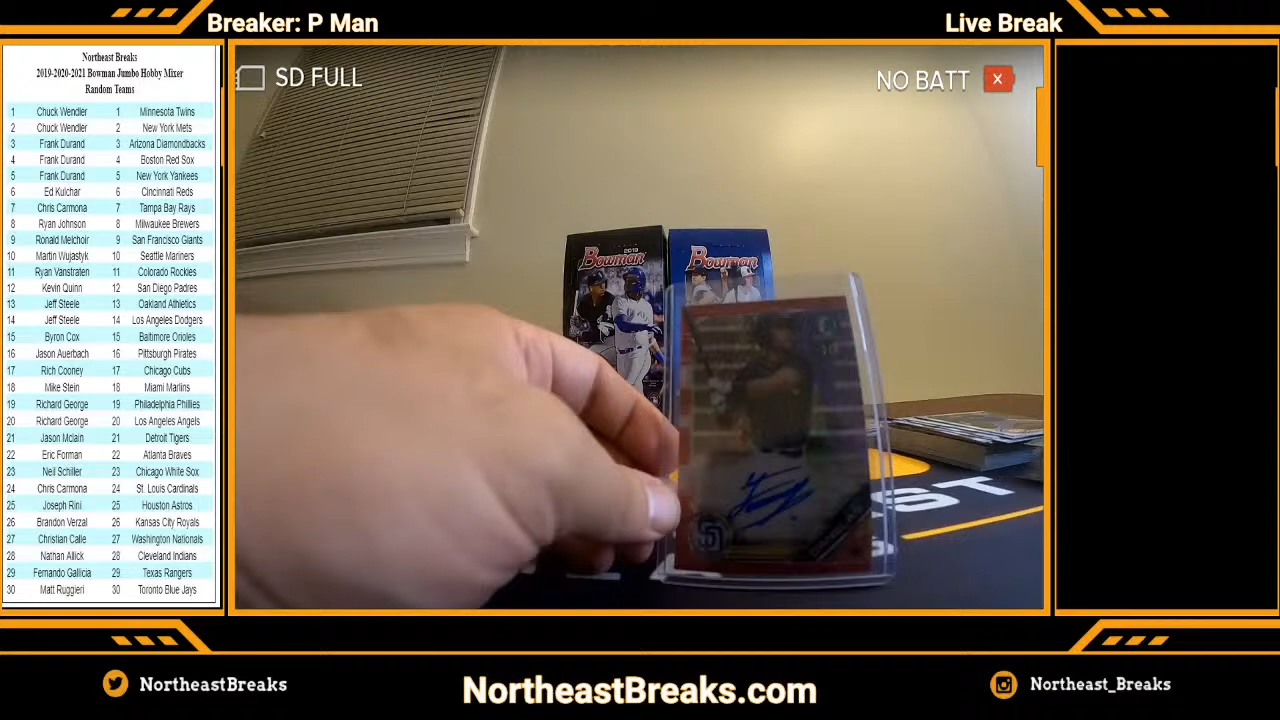 Breaker: P Man
Live Break
Northeast Breaks
2019-2020-2021 Bowman Jumbo Hobby Mixer
Random Teams
1 Chuck Wendler 1 Minnesota Twins
2 Chuck Wendler 2 New York Mets
3 Frank Durand 3 Arizona Diamondbacks
4 Frank Durand 4 Boston Red Sox
5 Frank Durand 5 New York Yankees
6 Ed Kulchar 6 Cincinnati Reds
7 Chris Carmona 7 Tampa Bay Rays
8 Ryan Johnson 8 Milwaukee Brewers
9 Ronald Melchoir 9 San Francisco Giants
10 Martin Wujastyk 10 Seattle Mariners
11 Ryan Vanstraten 11 Colorado Rockies
12 Kevin Quinn 12 San Diego Padres
13 Jeff Steele 13 Oakland Athletics
14 Jeff Steele 14 Los Angeles Dodgers
15 Byron Cox 15 Baltimore Orioles
16 Jason Auerbach 16 Pittsburgh Pirates
17 Rich Cooney 17 Chicago Cubs
18 Mike Stein 18 Miami Marlins
19 Richard George 19 Philadelphia Phillies
20 Richard George 20 Los Angeles Angels
21 Jason Mclain 21 Detroit Tigers
22 Eric Forman 22 Atlanta Braves
23 Neil Schiller 23 Chicago White Sox
24 Chris Carmona 24 St. Louis Cardinals
25 Joseph Rini 25 Houston Astros
26 Brandon Verzal 26 Kansas City Royals
27 Christian Calle 27 Washington Nationals
28 Nathan Allick 28 Cleveland Indians
29 Fernando Gallicia 29 Texas Rangers
30 Matt Ruggieri 30 Toronto Blue Jays
SD FULL
NO BATT
2019
Bowman
Bowman
SD
ST
NortheastBreaks
NortheastBreaks.com
Northeast_Breaks